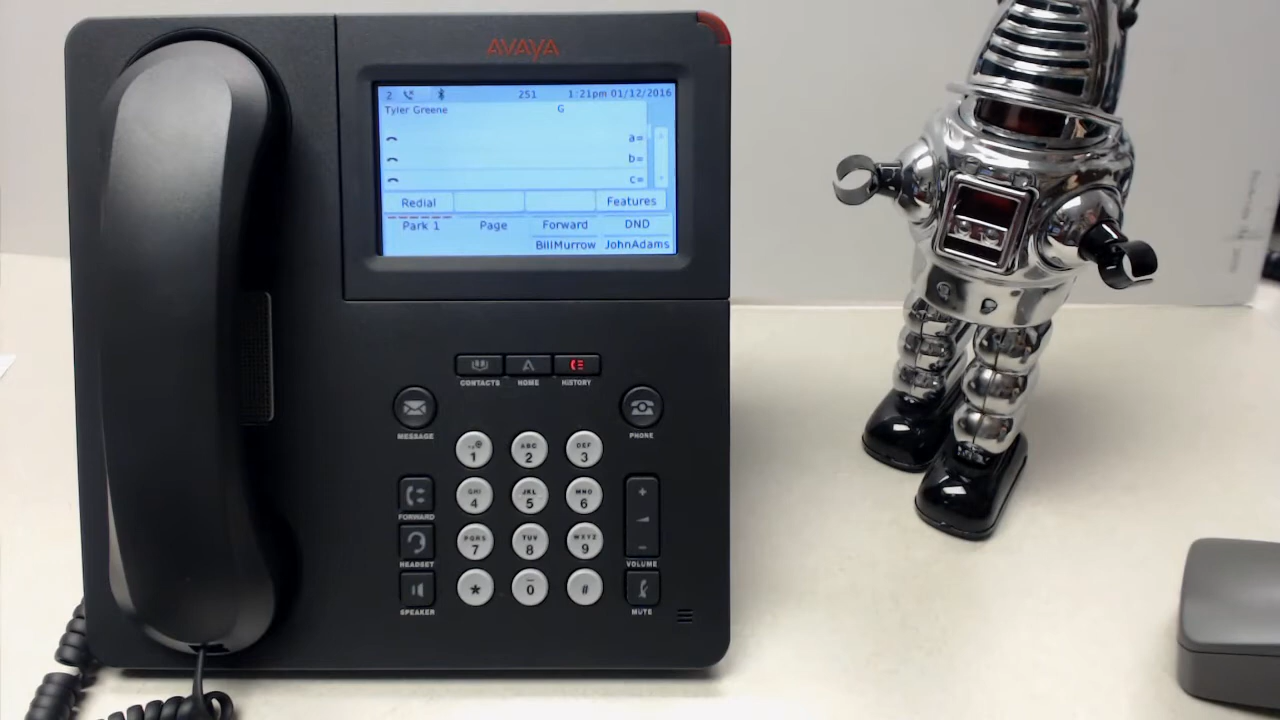 AVAYA
2 251 1:21pm 01/12/2016
Tyler Greene G
a=
b=
c=
Redial Features
Park 1 Page Forward DND
BillMurrow JohnAdams
CONTACTS HOME HISTORY
MESSAGE PHONE
.,@ ABC DEF
1 2 3
GHI JKL MNO
4 5 6
FORWARD
PQRS TUV WXYZ
7 8 9
HEADSET VOLUME
* 0 #
SPEAKER MUTE